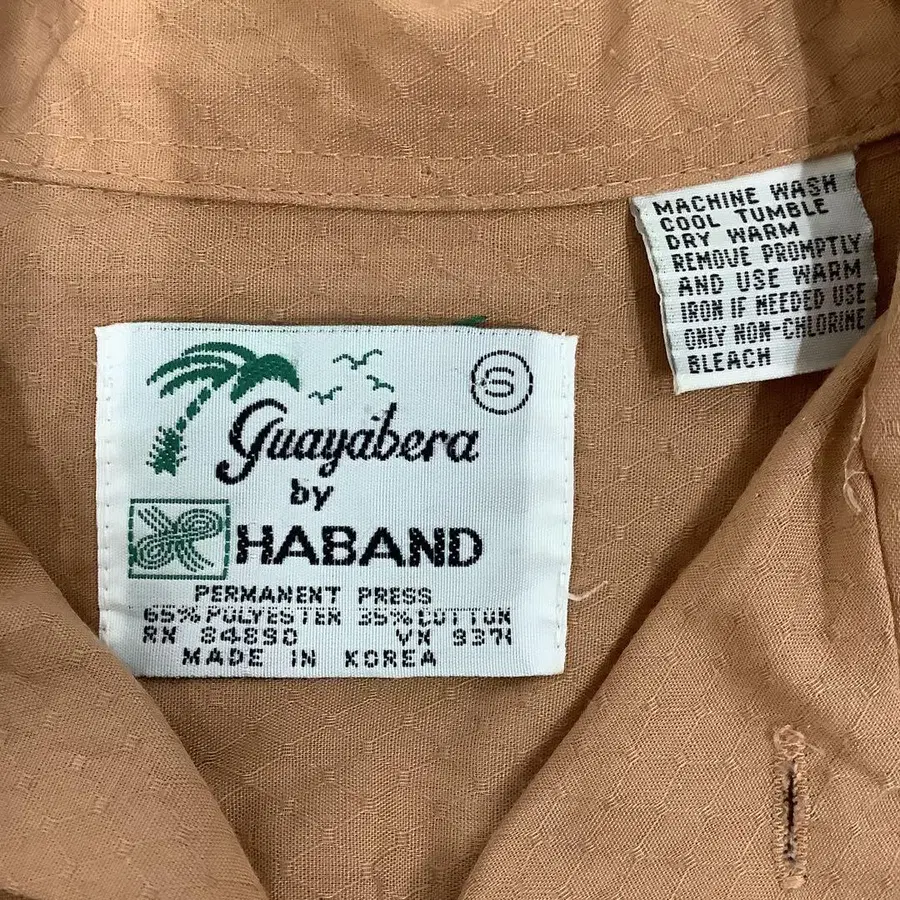 MACHINE WASH
COOL TUMBLE
DRY WARM
REMOVE PROMPTLY
AND USE WARM
IRON IF NEEDED USE
ONLY NON-CHLORINE
BLEACH
S
Guayabera
by
HABAND
PERMANENT PRESS
65% POLYESTER 35% COTTON
RN 84890 VN 9371
MADE IN KOREA